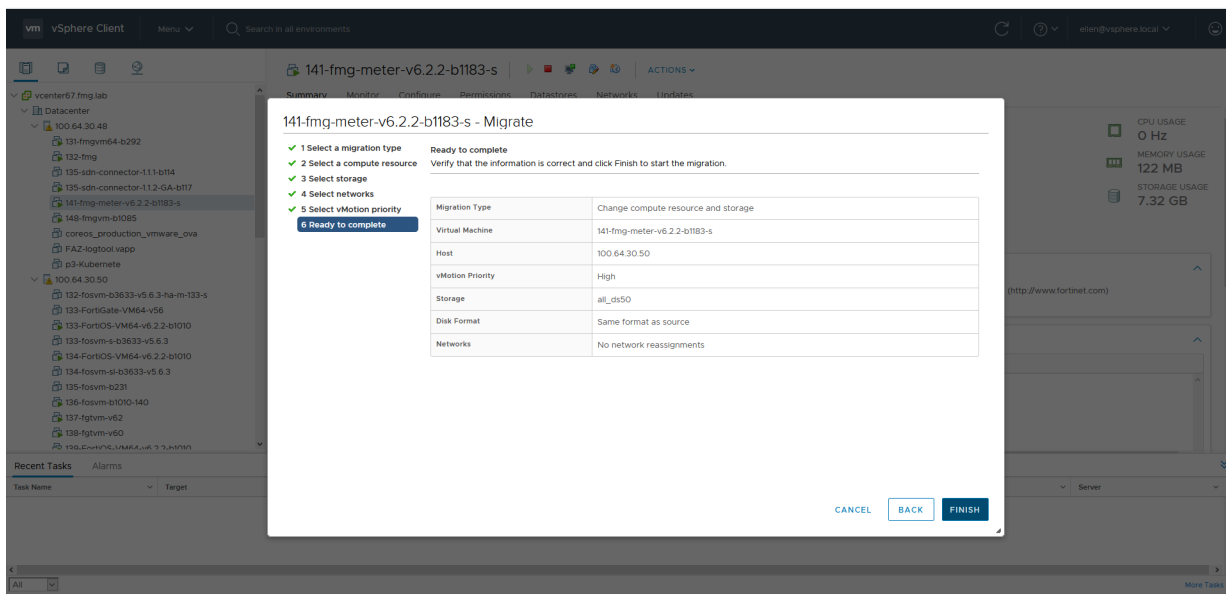 vm vSphere Client Menu Search in all environments ellen@vsphere.local
141-fmg-meter-v6.2.2-b1183-s ACTIONS
Summary Monitor Configure Permissions Datastores Networks Updates
vcenter67.fmg.lab
Datacenter
100.64.30.48
131-fmgvm64-b292
132-fmg
135-sdn-connector-1.1.1-b114
135-sdn-connector-1.1.2-GA-b117
141-fmg-meter-v6.2.2-b1183-s
148-fmgvm-b1085
coreos_production_vmware_ova
FAZ-logtool.vapp
p3-Kubernete
100.64.30.50
132-fosvm-b3633-v5.6.3-ha-m-133-s
133-FortiGate-VM64-v56
133-FortiOS-VM64-v6.2.2-b1010
133-fosvm-s-b3633-v5.6.3
134-FortiOS-VM64-v6.2.2-b1010
134-fosvm-sl-b3633-v5.6.3
135-fosvm-b231
136-fosvm-b1010-140
137-fgtvm-v62
138-fgtvm-v60
139-FortiOS-VM64-v6.2.2-b1010
141-fmg-meter-v6.2.2-b1183-s - Migrate
1 Select a migration type
2 Select a compute resource
3 Select storage
4 Select networks
5 Select vMotion priority
6 Ready to complete
Ready to complete
Verify that the information is correct and click Finish to start the migration.
Migration Type Change compute resource and storage
Virtual Machine 141-fmg-meter-v6.2.2-b1183-s
Host 100.64.30.50
vMotion Priority High
Storage all_ds50
Disk Format Same format as source
Networks No network reassignments
CANCEL BACK FINISH
CPU USAGE
0 Hz
MEMORY USAGE
122 MB
STORAGE USAGE
7.32 GB
(http://www.fortinet.com)
Recent Tasks Alarms
Task Name Target Server
All More Tasks